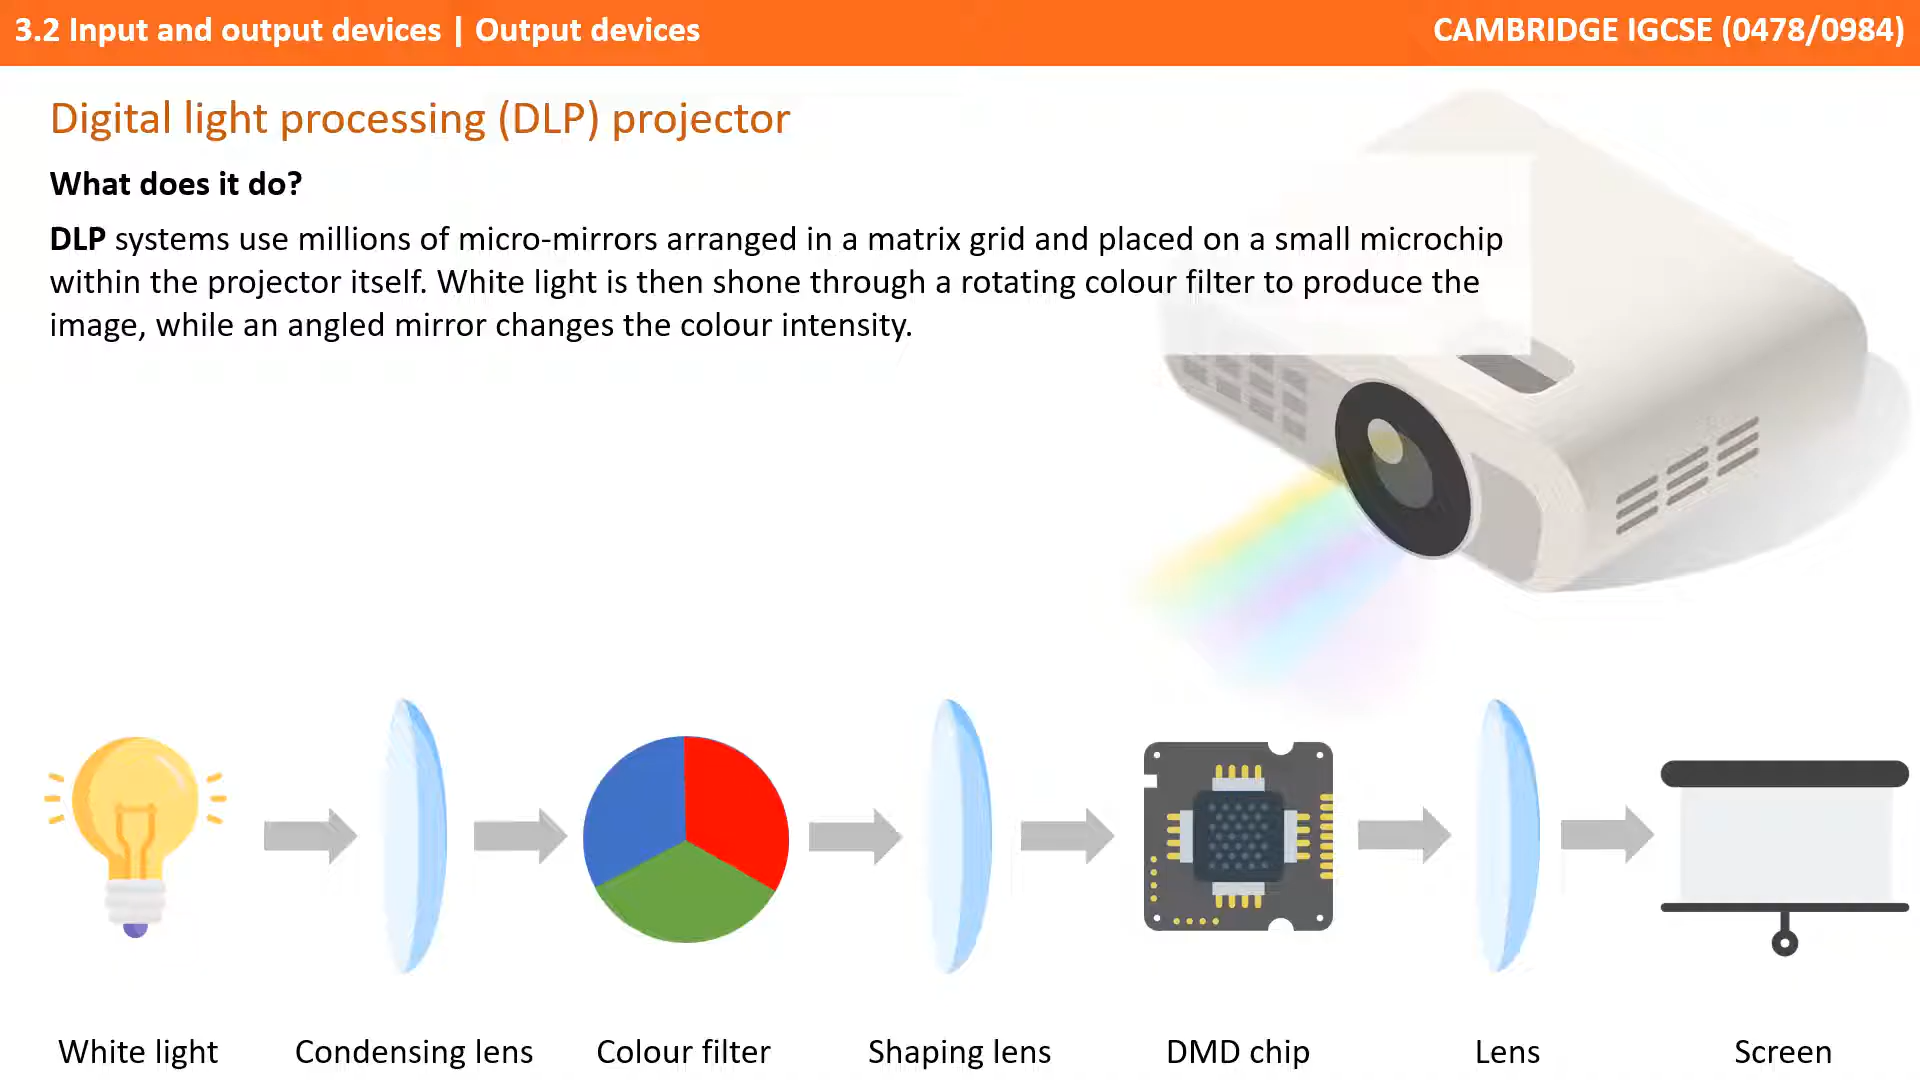 3.2 Input and output devices | Output devices
CAMBRIDGE IGCSE (0478/0984)
Digital light processing (DLP) projector
What does it do?
DLP systems use millions of micro-mirrors arranged in a matrix grid and placed on a small microchip
within the projector itself. White light is then shone through a rotating colour filter to produce the
image, while an angled mirror changes the colour intensity.
White light
Condensing lens
Colour filter
Shaping lens
DMD chip
Lens
Screen